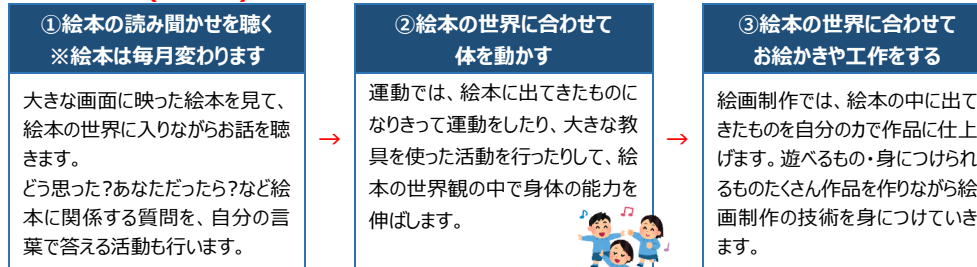 ①絵本の読み聞かせを聴く
※絵本は毎月変わります
大きな画面に映った絵本を見て、
絵本の世界に入りながらお話を聴
きます。
どう思った?あなただったら?など絵
本に関係する質問を、自分の言
葉で答える活動も行います。
→
②絵本の世界に合わせて
体を動かす
運動では、絵本に出てきたものに
なりきって運動をしたり、大きな教
具を使った活動を行ったりして、絵
本の世界観の中で身体の能力を
伸ばします。
→
③絵本の世界に合わせて
お絵かきや工作をする
絵画制作では、絵本の中に出て
きたものを自分の力で作品に仕上
げます。遊べるもの・身につけられ
るものたくさん作品を作りながら絵
画制作の技術を身につけていき
ます。